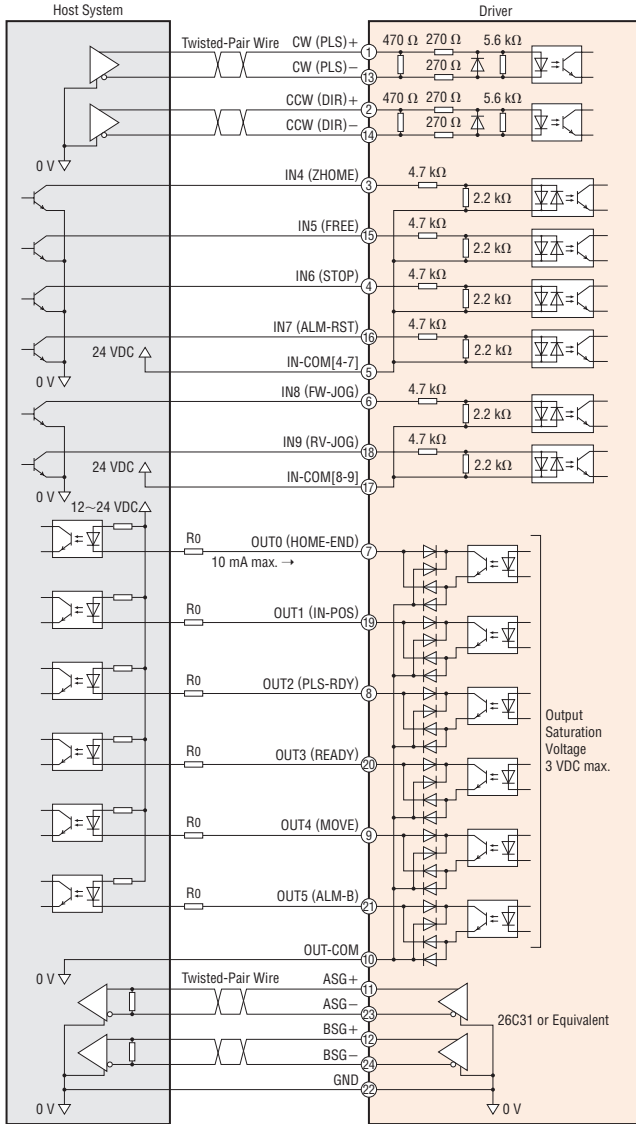 Host System
Driver
Twisted-Pair Wire
CW (PLS)+
1
470 Ω
270 Ω
5.6 kΩ
CW (PLS)−
13
270 Ω
CCW (DIR)+
2
470 Ω
270 Ω
5.6 kΩ
CCW (DIR)−
14
270 Ω
0 V
IN4 (ZHOME)
3
4.7 kΩ
2.2 kΩ
IN5 (FREE)
15
4.7 kΩ
2.2 kΩ
IN6 (STOP)
4
4.7 kΩ
2.2 kΩ
IN7 (ALM-RST)
16
4.7 kΩ
2.2 kΩ
24 VDC
IN-COM[4-7]
5
0 V
IN8 (FW-JOG)
6
4.7 kΩ
2.2 kΩ
IN9 (RV-JOG)
18
4.7 kΩ
2.2 kΩ
24 VDC
IN-COM[8-9]
17
0 V
12~24 VDC
R0
OUT0 (HOME-END)
7
10 mA max. →
R0
OUT1 (IN-POS)
19
R0
OUT2 (PLS-RDY)
8
Output
Saturation
Voltage
3 VDC max.
R0
OUT3 (READY)
20
R0
OUT4 (MOVE)
9
R0
OUT5 (ALM-B)
21
OUT-COM
10
0 V
Twisted-Pair Wire
ASG+
11
ASG−
23
26C31 or Equivalent
BSG+
12
BSG−
24
GND
22
0 V
0 V